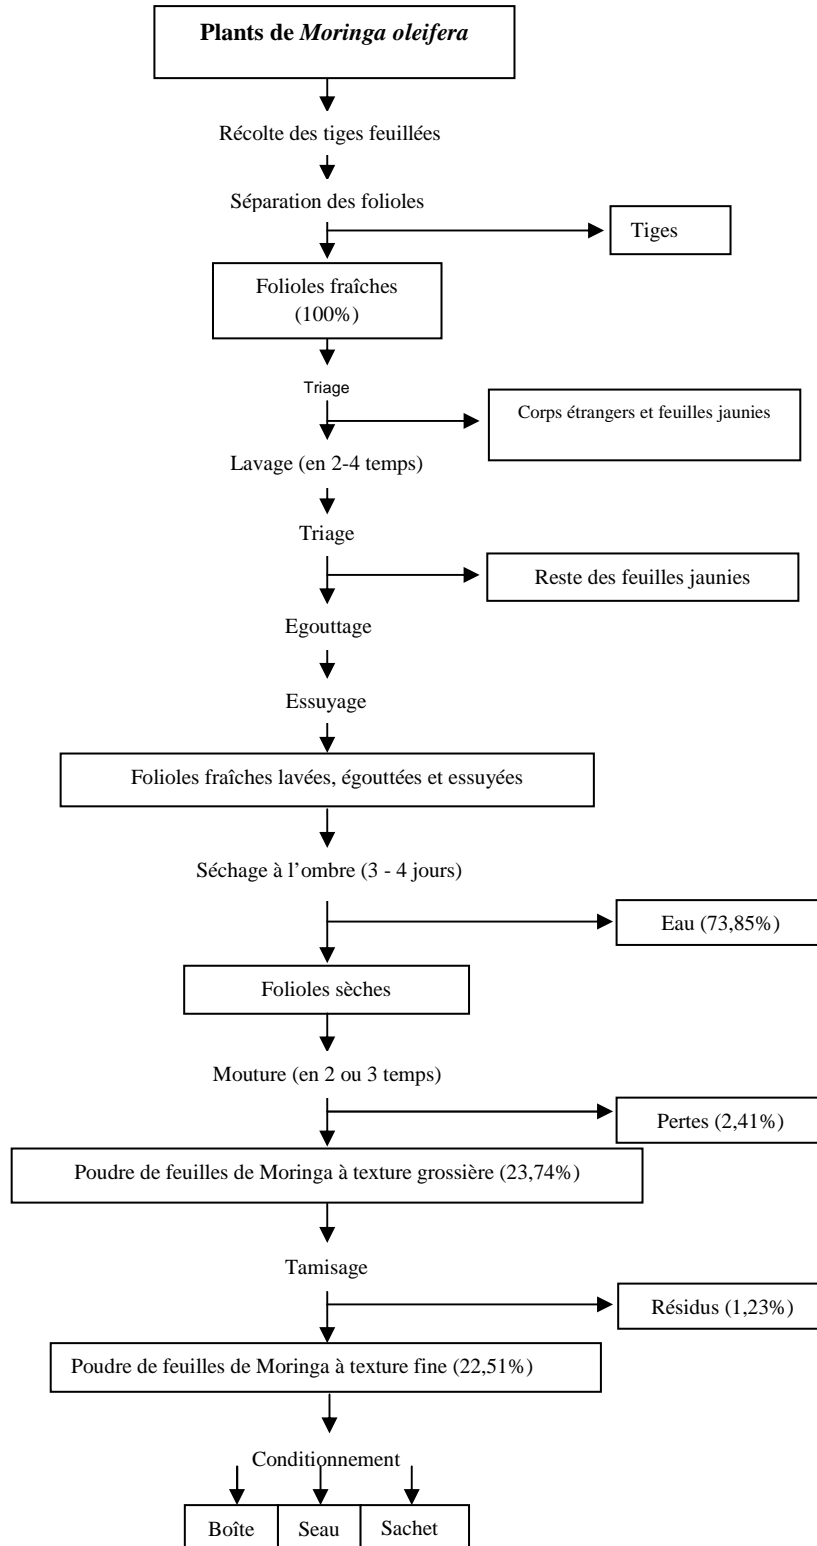 Plants de Moringa oleifera
Récolte des tiges feuillées
Séparation des folioles
Tiges
Folioles fraîches
(100%)
Triage
Corps étrangers et feuilles jaunies
Lavage (en 2-4 temps)
Triage
Reste des feuilles jaunies
Egouttage
Essuyage
Folioles fraîches lavées, égouttées et essuyées
Séchage à l’ombre (3 - 4 jours)
Eau (73,85%)
Folioles sèches
Mouture (en 2 ou 3 temps)
Pertes (2,41%)
Poudre de feuilles de Moringa à texture grossière (23,74%)
Tamisage
Résidus (1,23%)
Poudre de feuilles de Moringa à texture fine (22,51%)
Conditionnement
Boîte Seau Sachet